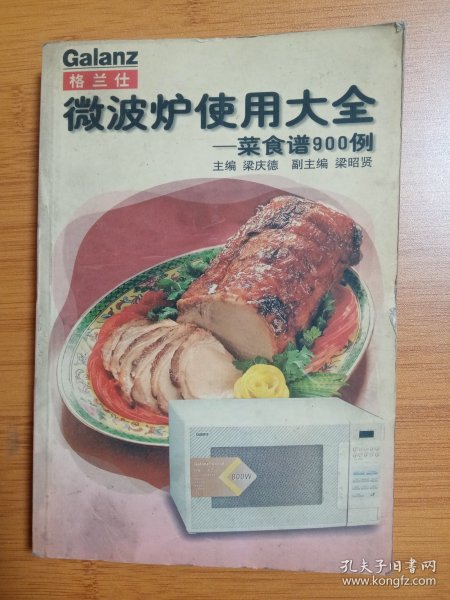 Galanz
格兰仕
微波炉使用大全
—菜食谱900例
主编 梁庆德 副主编 梁昭贤
GALANZ
800W
孔夫子旧书网
www.kongfz.com